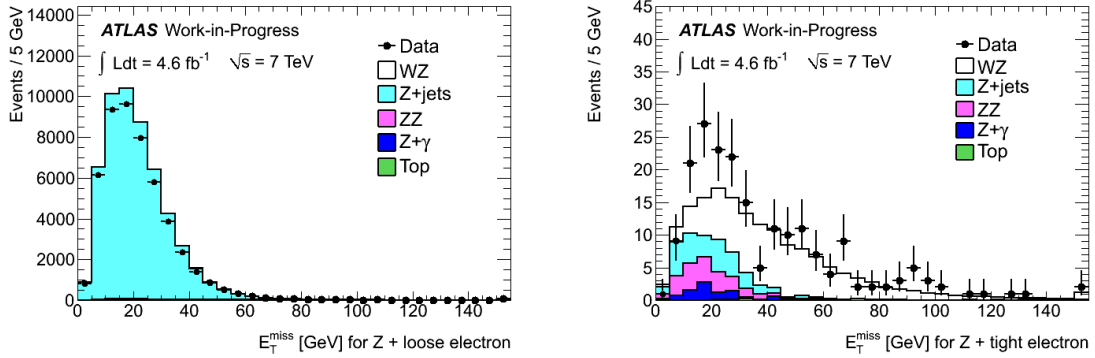 Events / 5 GeV
14000
12000
10000
8000
6000
4000
2000
0
ATLAS Work-in-Progress
∫ Ldt = 4.6 fb⁻¹ √s = 7 TeV
Data
WZ
Z+jets
ZZ
Z+γ
Top
0 20 40 60 80 100 120 140
E_T^miss [GeV] for Z + loose electron
Events / 5 GeV
45
40
35
30
25
20
15
10
5
0
ATLAS Work-in-Progress
∫ Ldt = 4.6 fb⁻¹ √s = 7 TeV
Data
WZ
Z+jets
ZZ
Z+γ
Top
0 20 40 60 80 100 120 140
E_T^miss [GeV] for Z + tight electron